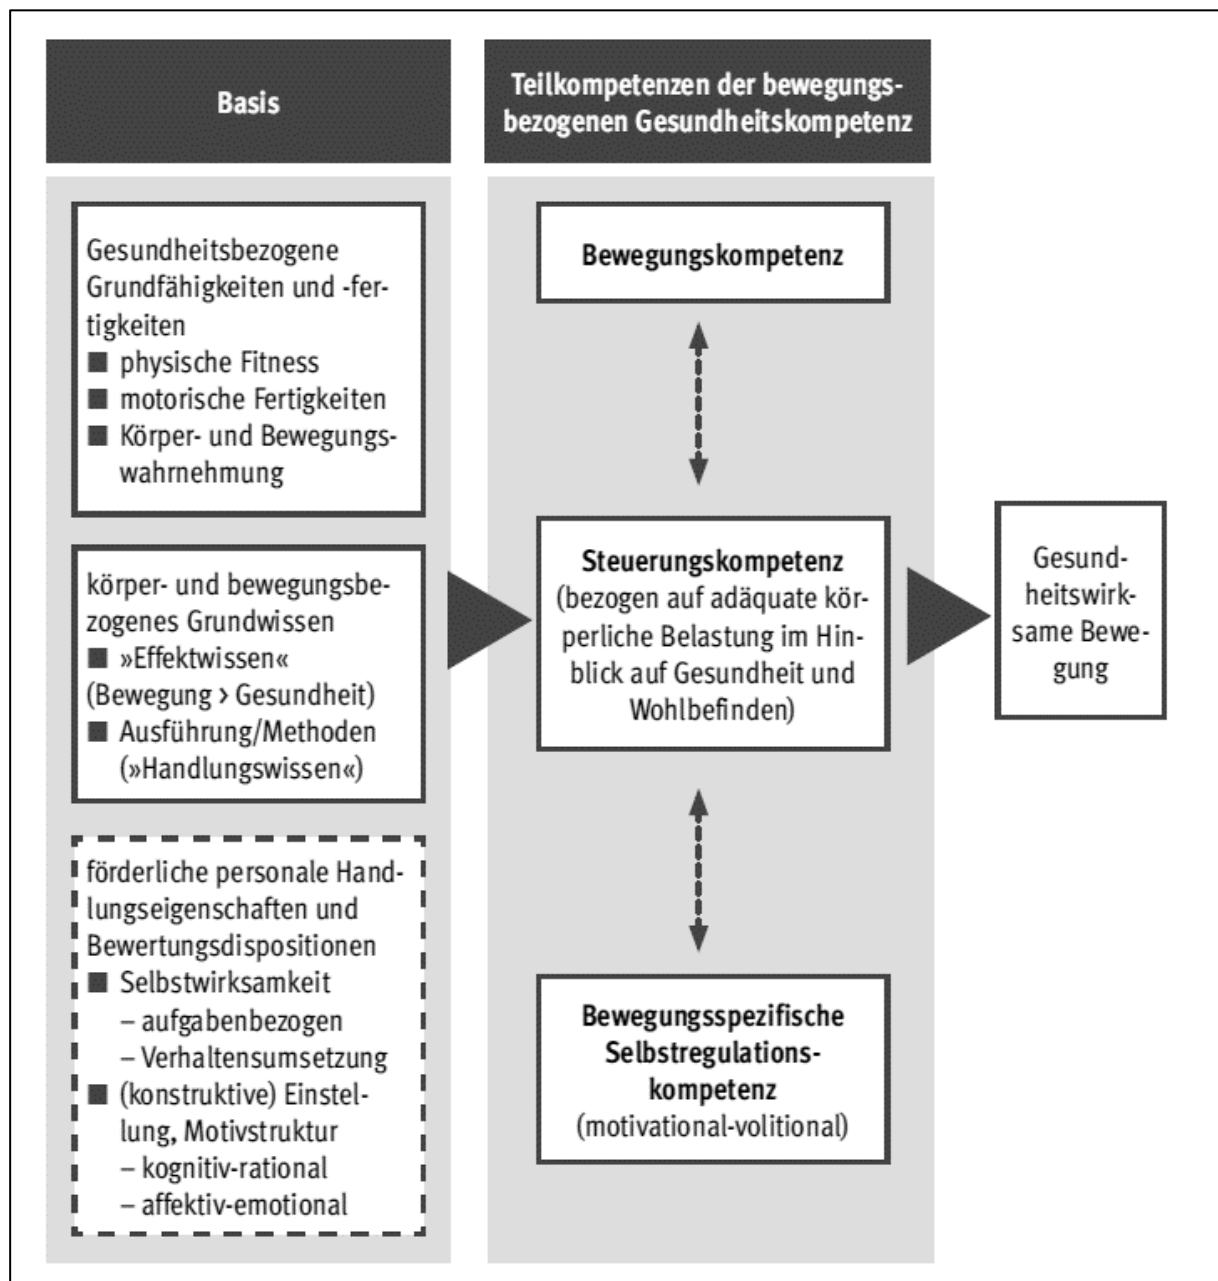 Basis
Teilkompetenzen der bewegungs-
bezogenen Gesundheitskompetenz
Gesundheitsbezogene
Grundfähigkeiten und -fer-
tigkeiten
■ physische Fitness
■ motorische Fertigkeiten
■ Körper- und Bewegungs-
wahrnehmung
körper- und bewegungsbe-
zogenes Grundwissen
■ »Effektwissen«
(Bewegung > Gesundheit)
■ Ausführung/Methoden
(»Handlungswissen«)
förderliche personale Hand-
lungseigenschaften und
Bewertungsdispositionen
■ Selbstwirksamkeit
– aufgabenbezogen
– Verhaltensumsetzung
■ (konstruktive) Einstel-
lung, Motivstruktur
– kognitiv-rational
– affektiv-emotional
Bewegungskompetenz
Steuerungskompetenz
(bezogen auf adäquate kör-
perliche Belastung im Hin-
blick auf Gesundheit und
Wohlbefinden)
Bewegungsspezifische
Selbstregulations-
kompetenz
(motivational-volitional)
Gesund-
heitswirk-
same Bewe-
gung